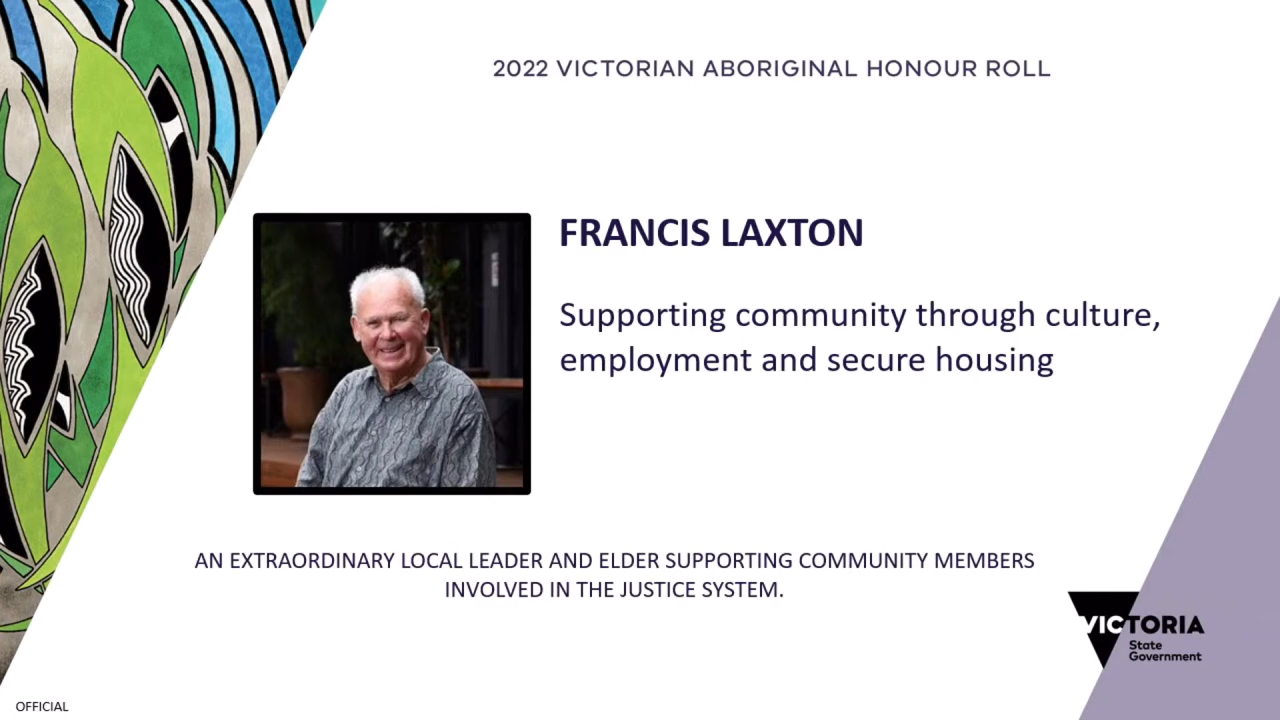 2022 VICTORIAN ABORIGINAL HONOUR ROLL
FRANCIS LAXTON
Supporting community through culture,
employment and secure housing
AN EXTRAORDINARY LOCAL LEADER AND ELDER SUPPORTING COMMUNITY MEMBERS
INVOLVED IN THE JUSTICE SYSTEM.
VICTORIA
State
Government
OFFICIAL